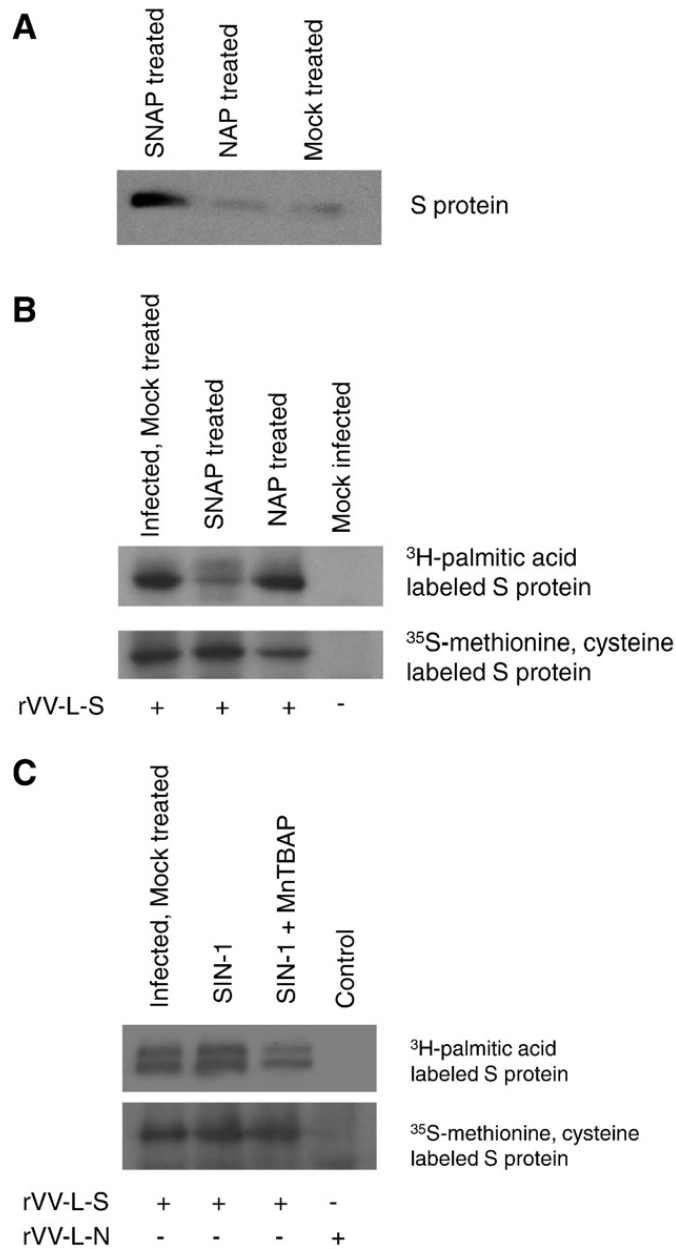 A
SNAP treated
NAP treated
Mock treated
S protein
B
Infected, Mock treated
SNAP treated
NAP treated
Mock infected
³H-palmitic acid
labeled S protein
³⁵S-methionine, cysteine
labeled S protein
rVV-L-S + + + -
C
Infected, Mock treated
SIN-1
SIN-1 + MnTBAP
Control
³H-palmitic acid
labeled S protein
³⁵S-methionine, cysteine
labeled S protein
rVV-L-S + + + -
rVV-L-N - - - +